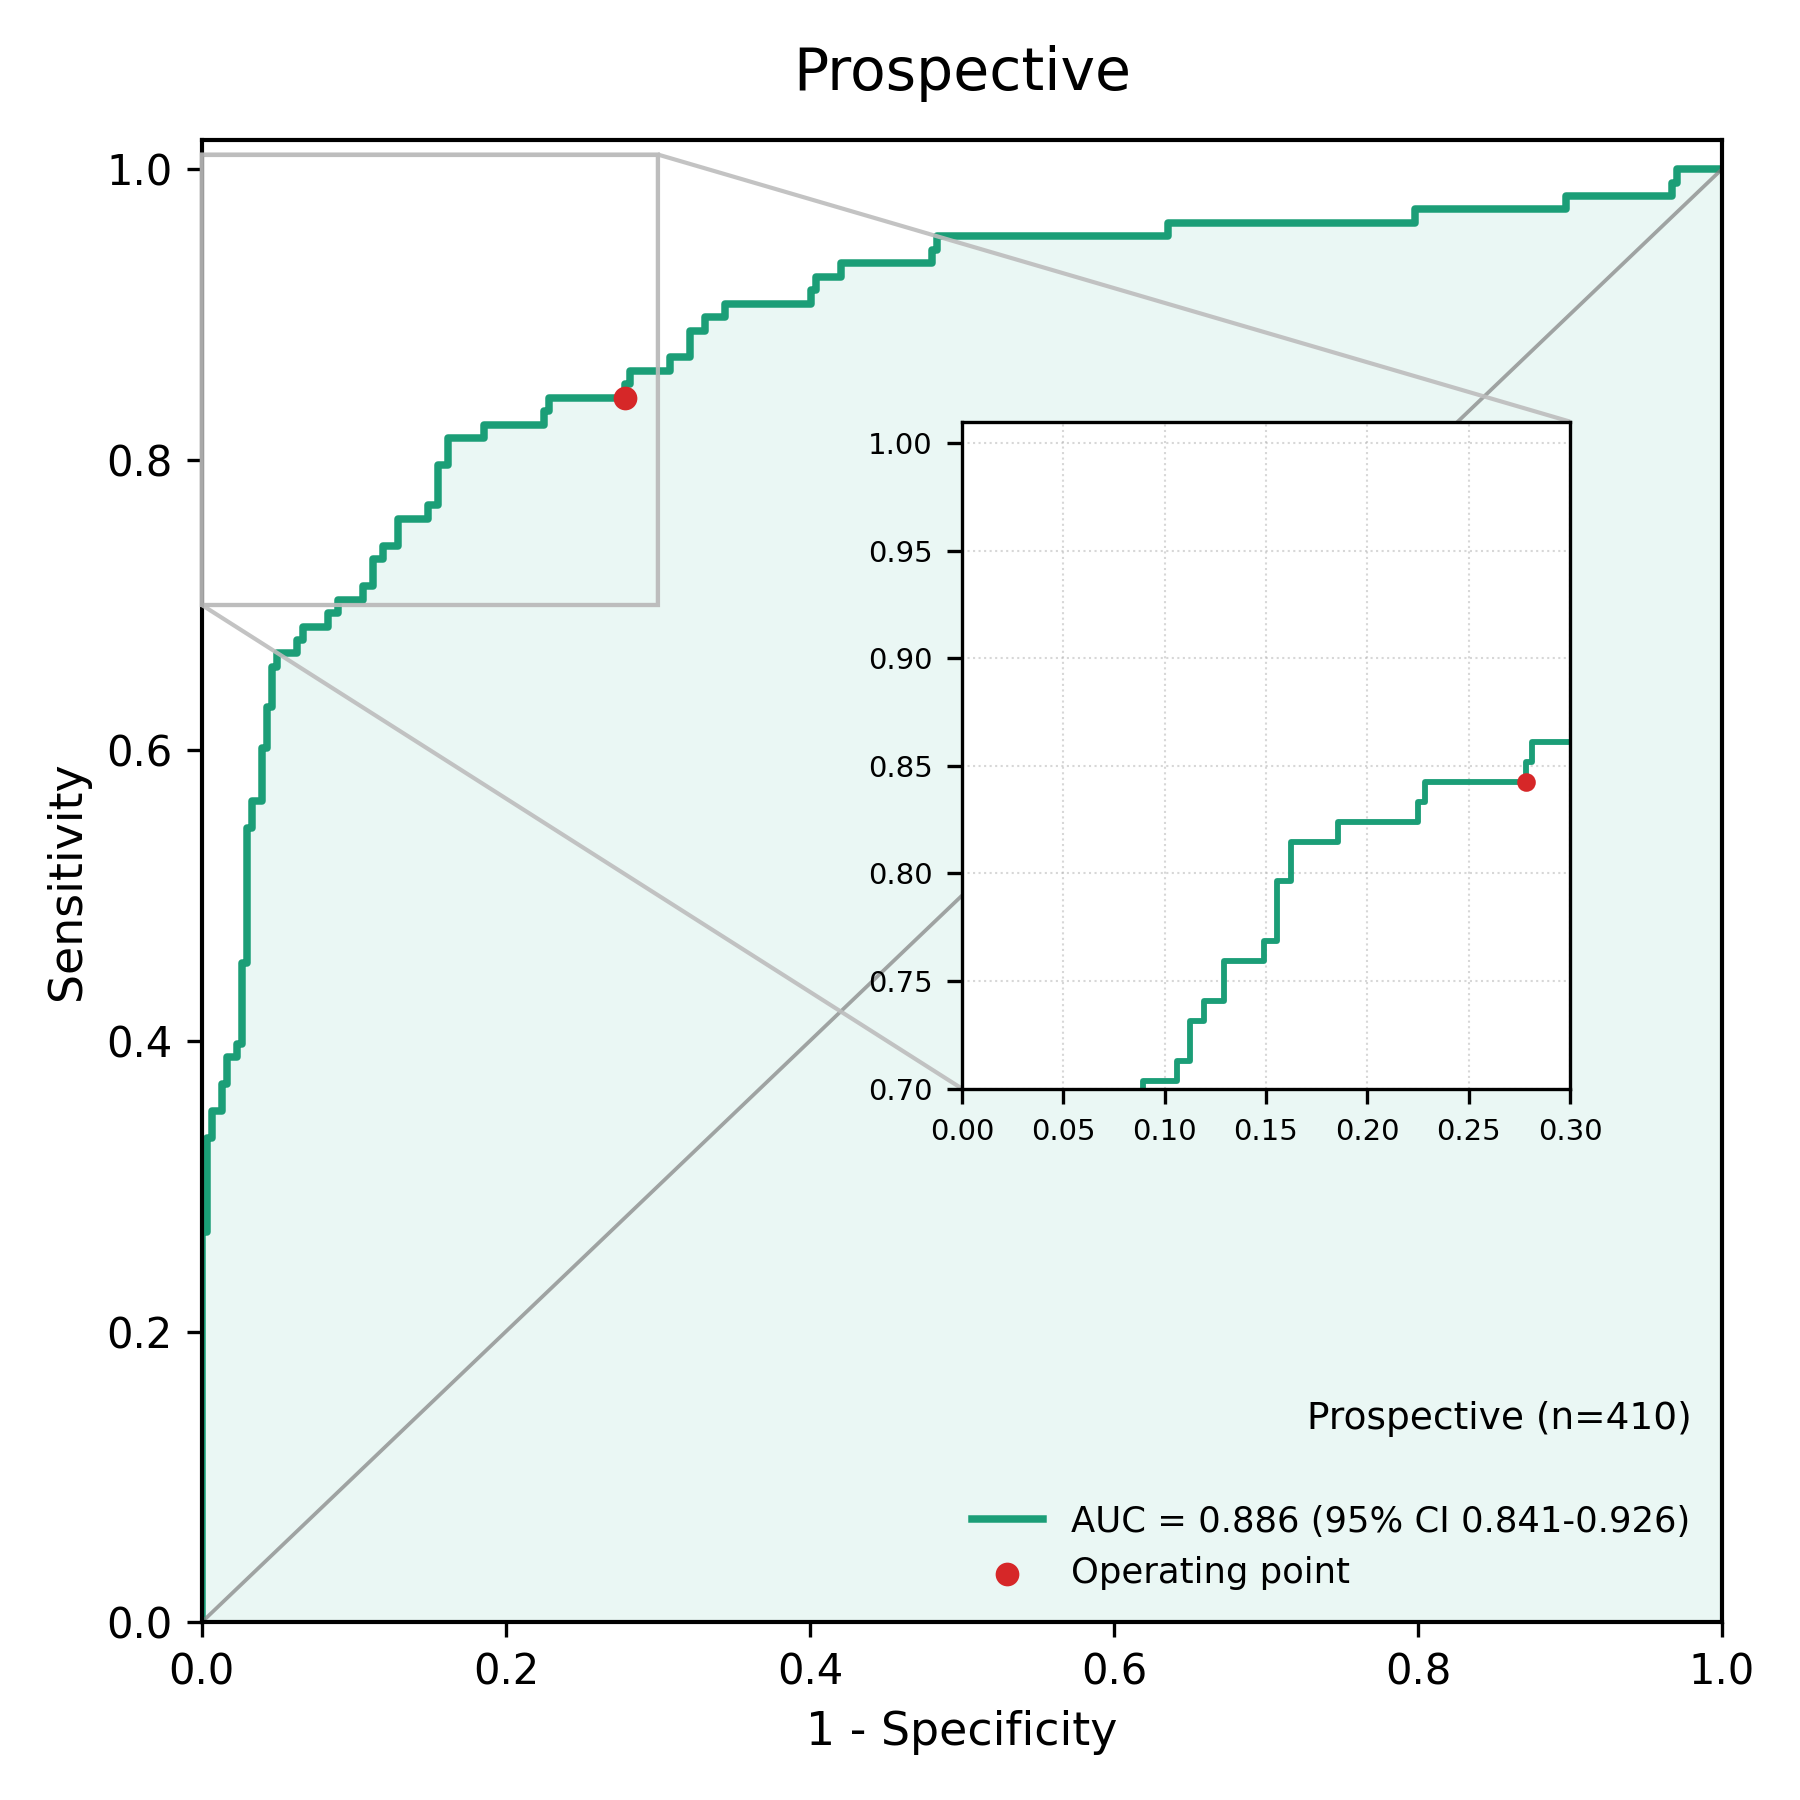 Prospective
1.0
0.8
0.6
0.4
0.2
0.0
Sensitivity
1.00
0.95
0.90
0.85
0.80
0.75
0.70
0.00 0.05 0.10 0.15 0.20 0.25 0.30
Prospective (n=410)
AUC = 0.886 (95% CI 0.841-0.926)
Operating point
0.0 0.2 0.4 0.6 0.8 1.0
1 - Specificity